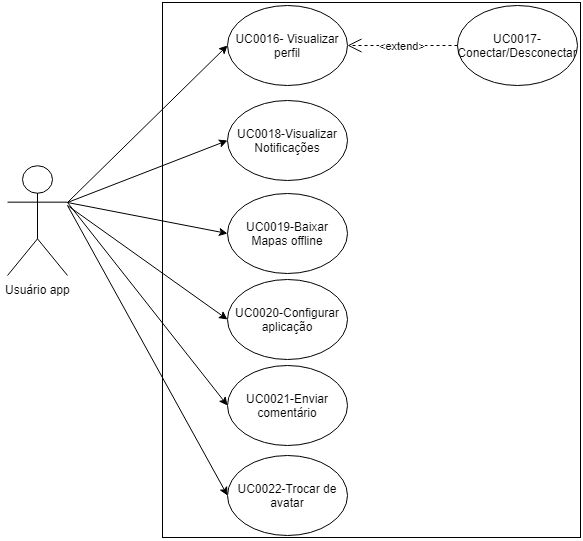 UC0016- Visualizar
perfil
<extend>
UC0017-
Conectar/Desconectar
UC0018-Visualizar
Notificações
UC0019-Baixar
Mapas offline
Usuário app
UC0020-Configurar
aplicação
UC0021-Enviar
comentário
UC0022-Trocar de
avatar